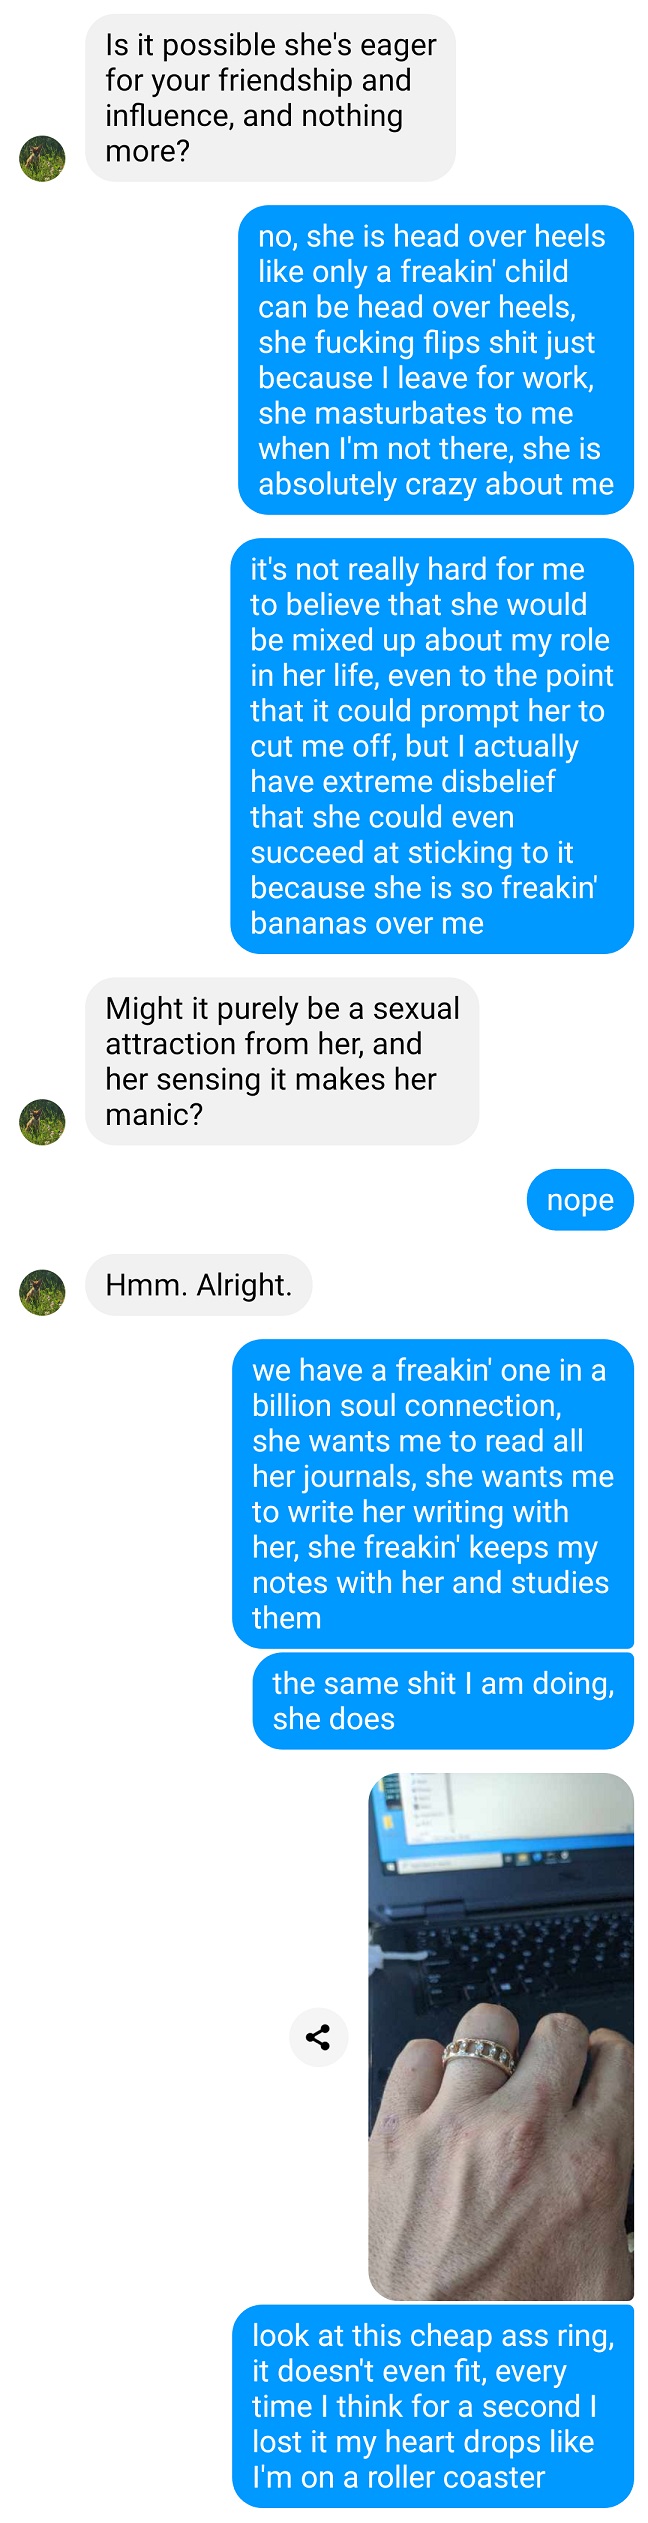 Is it possible she's eager
for your friendship and
influence, and nothing
more?
no, she is head over heels
like only a freakin' child
can be head over heels,
she fucking flips shit just
because I leave for work,
she masturbates to me
when I'm not there, she is
absolutely crazy about me
it's not really hard for me
to believe that she would
be mixed up about my role
in her life, even to the point
that it could prompt her to
cut me off, but I actually
have extreme disbelief
that she could even
succeed at sticking to it
because she is so freakin'
bananas over me
Might it purely be a sexual
attraction from her, and
her sensing it makes her
manic?
nope
Hmm. Alright.
we have a freakin' one in a
billion soul connection,
she wants me to read all
her journals, she wants me
to write her writing with
her, she freakin' keeps my
notes with her and studies
them
the same shit I am doing,
she does
look at this cheap ass ring,
it doesn't even fit, every
time I think for a second I
lost it my heart drops like
I'm on a roller coaster